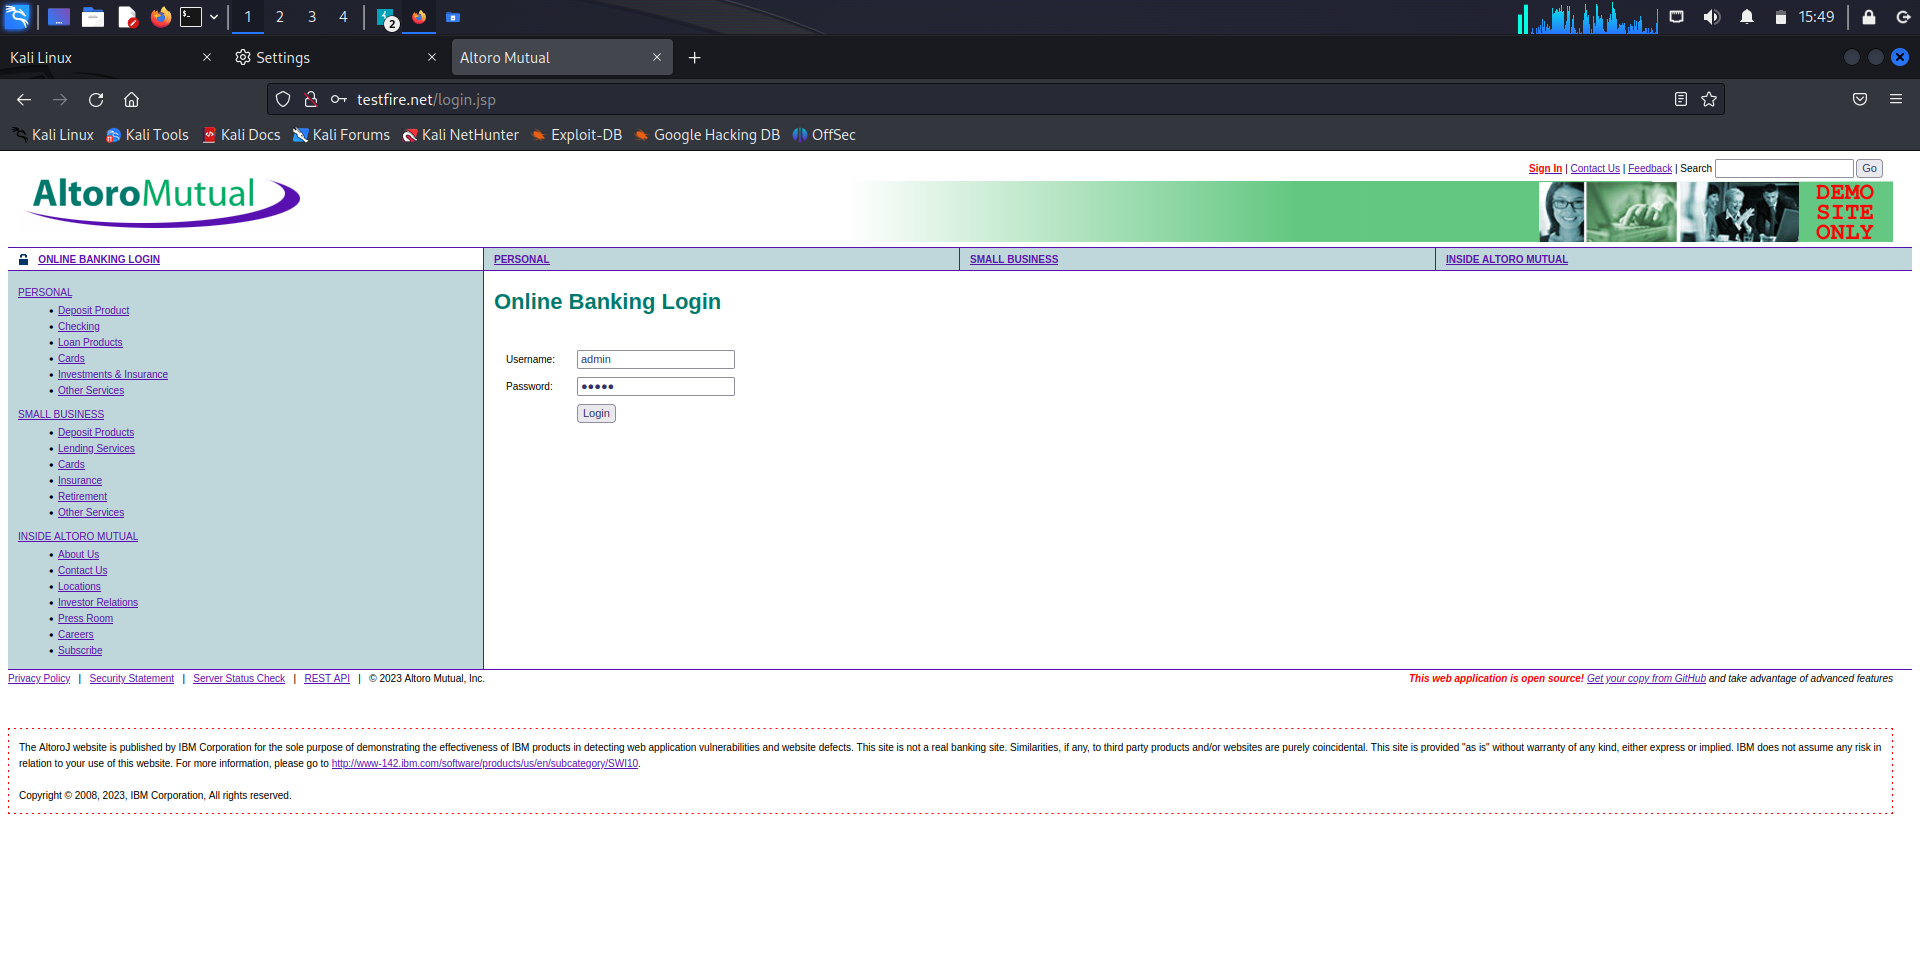 1 2 3 4 2 15:49
Kali Linux Settings Altoro Mutual
testfire.net/login.jsp
Kali Linux Kali Tools Kali Docs Kali Forums Kali NetHunter Exploit-DB Google Hacking DB OffSec
Sign In | Contact Us | Feedback | Search Go
AltoroMutual
DEMO
SITE
ONLY
ONLINE BANKING LOGIN PERSONAL SMALL BUSINESS INSIDE ALTORO MUTUAL
PERSONAL
Deposit Product
Checking
Loan Products
Cards
Investments & Insurance
Other Services
SMALL BUSINESS
Deposit Products
Lending Services
Cards
Insurance
Retirement
Other Services
INSIDE ALTORO MUTUAL
About Us
Contact Us
Locations
Investor Relations
Press Room
Careers
Subscribe
Online Banking Login
Username: admin
Password: •••••
Login
Privacy Policy | Security Statement | Server Status Check | REST API | © 2023 Altoro Mutual, Inc. This web application is open source! Get your copy from GitHub and take advantage of advanced features
The AltoroJ website is published by IBM Corporation for the sole purpose of demonstrating the effectiveness of IBM products in detecting web application vulnerabilities and website defects. This site is not a real banking site. Similarities, if any, to third party products and/or websites are purely coincidental. This site is provided "as is" without warranty of any kind, either express or implied. IBM does not assume any risk in
relation to your use of this website. For more information, please go to http://www-142.ibm.com/software/products/us/en/subcategory/SWI10.
Copyright © 2008, 2023, IBM Corporation, All rights reserved.